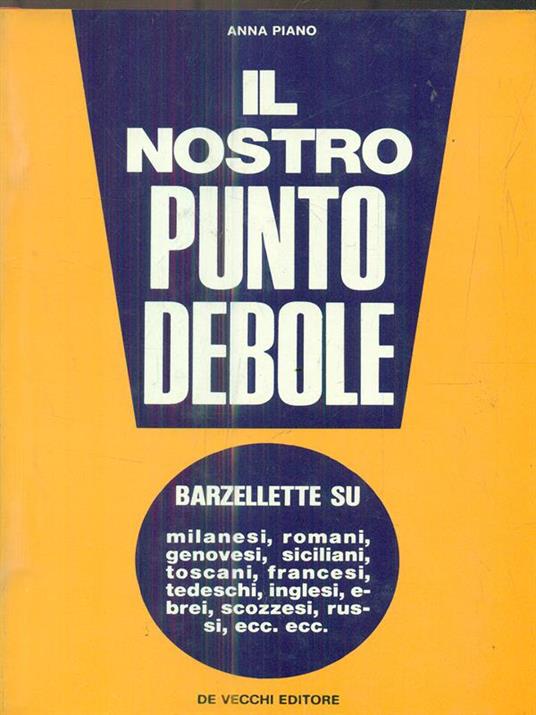 ANNA PIANO
IL
NOSTRO
PUNTO
DEBOLE
BARZELLETTE SU
milanesi, romani,
genovesi, siciliani,
toscani, francesi,
tedeschi, inglesi, e-
brei, scozzesi, rus-
si, ecc. ecc.
DE VECCHI EDITORE